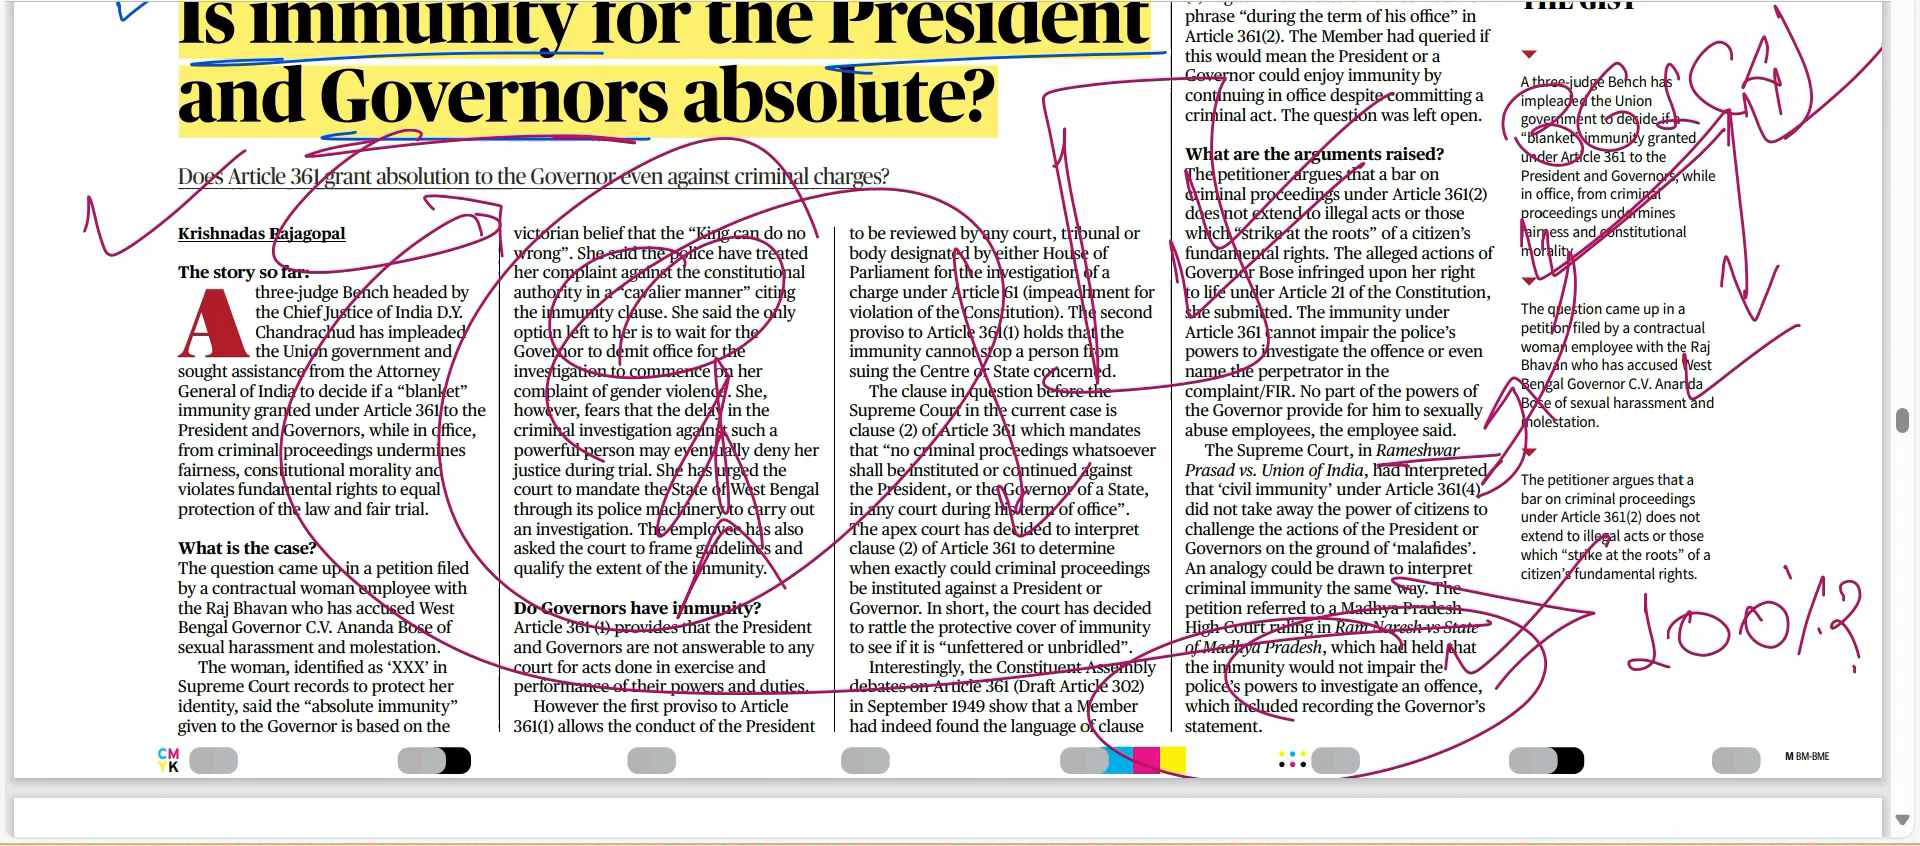 Is immunity for the President
and Governors absolute?
Does Article 361 grant absolution to the Governor even against criminal charges?
Krishnadas Rajagopal
The story so far:
A three-judge Bench headed by
the Chief Justice of India D.Y.
Chandrachud has impleaded
the Union government and
sought assistance from the Attorney
General of India to decide if a “blanket”
immunity granted under Article 361 to the
President and Governors, while in office,
from criminal proceedings undermines
fairness, constitutional morality and
violates fundamental rights to equal
protection of the law and fair trial.
What is the case?
The question came up in a petition filed
by a contractual woman employee with
the Raj Bhavan who has accused West
Bengal Governor C.V. Ananda Bose of
sexual harassment and molestation.
The woman, identified as ‘XXX’ in
Supreme Court records to protect her
identity, said the “absolute immunity”
given to the Governor is based on the
victorian belief that the “King can do no
wrong”. She said the police have treated
her complaint against the constitutional
authority in a “cavalier manner” citing
the immunity clause. She said the only
option left to her is to wait for the
Governor to demit office for the
investigation to commence on her
complaint of gender violence. She,
however, fears that the delay in the
criminal investigation against such a
powerful person may eventually deny her
justice during trial. She has urged the
court to mandate the State of West Bengal
through its police machinery to carry out
an investigation. The employee has also
asked the court to frame guidelines and
qualify the extent of the immunity.
Do Governors have immunity?
Article 361 (1) provides that the President
and Governors are not answerable to any
court for acts done in exercise and
performance of their powers and duties.
However the first proviso to Article
361(1) allows the conduct of the President
to be reviewed by any court, tribunal or
body designated by either House of
Parliament for the investigation of a
charge under Article 61 (impeachment for
violation of the Constitution). The second
proviso to Article 361(1) holds that the
immunity cannot stop a person from
suing the Centre or State concerned.
The clause in question before the
Supreme Court in the current case is
clause (2) of Article 361 which mandates
that “no criminal proceedings whatsoever
shall be instituted or continued against
the President, or the Governor of a State,
in any court during his term of office”.
The apex court has decided to interpret
clause (2) of Article 361 to determine
when exactly could criminal proceedings
be instituted against a President or
Governor. In short, the court has decided
to rattle the protective cover of immunity
to see if it is “unfettered or unbridled”.
Interestingly, the Constituent Assembly
debates on Article 361 (Draft Article 302)
in September 1949 show that a Member
had indeed found the language of clause
phrase “during the term of his office” in
Article 361(2). The Member had queried if
this would mean the President or a
Governor could enjoy immunity by
continuing in office despite committing a
criminal act. The question was left open.
What are the arguments raised?
The petitioner argues that a bar on
criminal proceedings under Article 361(2)
does not extend to illegal acts or those
which “strike at the roots” of a citizen’s
fundamental rights. The alleged actions of
Governor Bose infringed upon her right
to life under Article 21 of the Constitution,
she submitted. The immunity under
Article 361 cannot impair the police’s
powers to investigate the offence or even
name the perpetrator in the
complaint/FIR. No part of the powers of
the Governor provide for him to sexually
abuse employees, the employee said.
The Supreme Court, in Rameshwar
Prasad vs. Union of India, had interpreted
that ‘civil immunity’ under Article 361(4)
did not take away the power of citizens to
challenge the actions of the President or
Governors on the ground of ‘malafides’.
An analogy could be drawn to interpret
criminal immunity the same way. The
petition referred to a Madhya Pradesh
High Court ruling in Ram Naresh vs State
of Madhya Pradesh, which had held that
the immunity would not impair the
police’s powers to investigate an offence,
which included recording the Governor’s
statement.
THE GIST
A three-judge Bench has
impleaded the Union
government to decide if a
“blanket” immunity granted
under Article 361 to the
President and Governors, while
in office, from criminal
proceedings undermines
fairness and constitutional
morality.
The question came up in a
petition filed by a contractual
woman employee with the Raj
Bhavan who has accused West
Bengal Governor C.V. Ananda
Bose of sexual harassment and
molestation.
The petitioner argues that a
bar on criminal proceedings
under Article 361(2) does not
extend to illegal acts or those
which “strike at the roots” of a
citizen’s fundamental rights.
CM
YK
M BM-BME